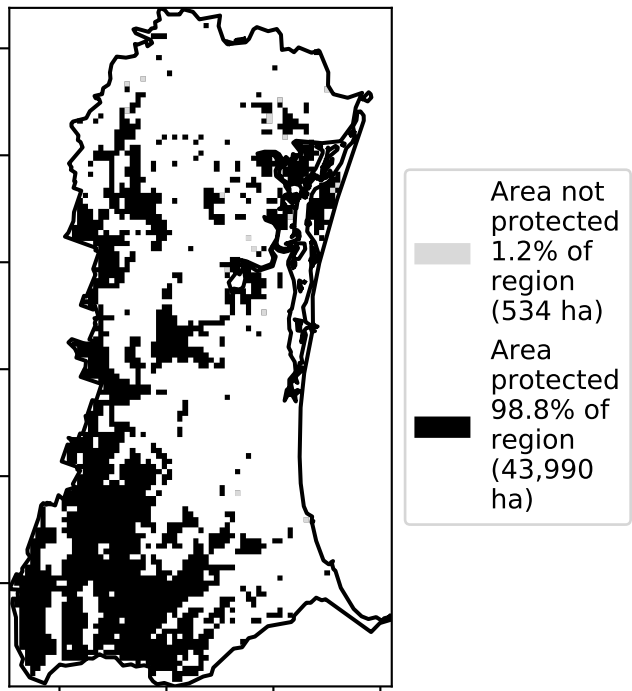 Area not
protected
1.2% of
region
(534 ha)
Area
protected
98.8% of
region
(43,990
ha)